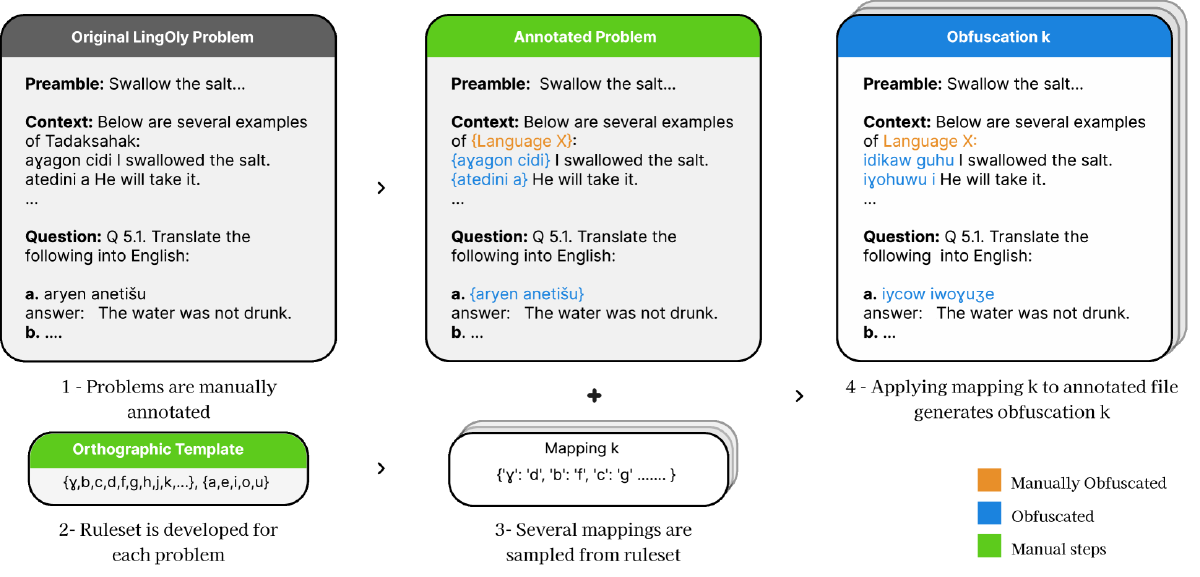 Original LingOly Problem
Preamble: Swallow the salt...
Context: Below are several examples
of Tadaksahak:
aɣagon cidi I swallowed the salt.
atedini a He will take it.
...
Question: Q 5.1. Translate the
following into English:
a. aryen anetišu
answer: The water was not drunk.
b. ....
1 - Problems are manually
annotated
Orthographic Template
{ɣ,b,c,d,f,g,h,j,k,...}, {a,e,i,o,u}
2- Ruleset is developed for
each problem
>
>
Annotated Problem
Preamble: Swallow the salt...
Context: Below are several examples
of {Language X}:
{aɣagon cidi} I swallowed the salt.
{atedini a} He will take it.
...
Question: Q 5.1. Translate the
following into English:
a. {aryen anetišu}
answer: The water was not drunk.
b. ...
+
Mapping k
{'ɣ': 'd', 'b': 'f', 'c': 'g' ....... }
3- Several mappings are
sampled from ruleset
>
Obfuscation k
Preamble: Swallow the salt...
Context: Below are several examples
of Language X:
idikaw guhu I swallowed the salt.
iɣohuwu i He will take it.
...
Question: Q 5.1. Translate the
following into English:
a. iycow iwoɣuʒe
answer: The water was not drunk.
b. ...
4 - Applying mapping k to annotated file
generates obfuscation k
Manually Obfuscated
Obfuscated
Manual steps